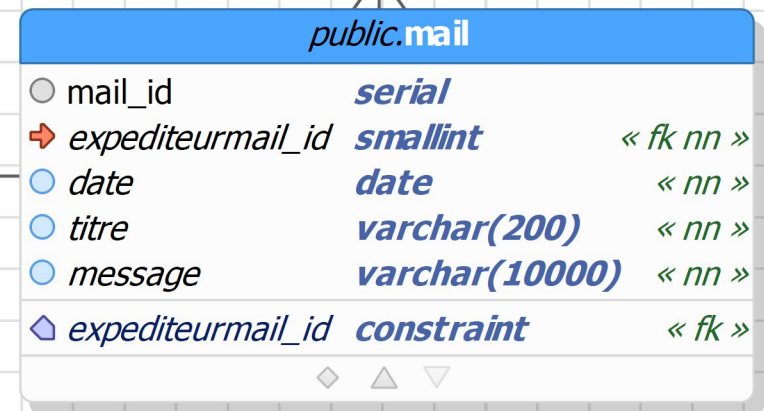 public.mail
mail_id serial
expediteurmail_id smallint « fk nn »
date date « nn »
titre varchar(200) « nn »
message varchar(10000) « nn »
expediteurmail_id constraint « fk »